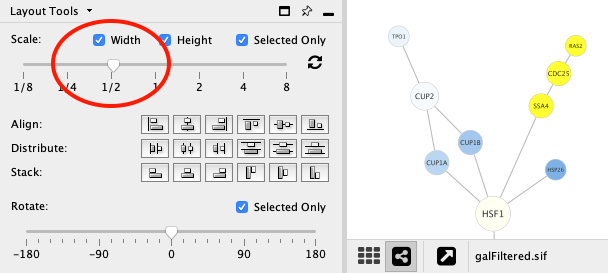 Layout Tools
Scale: Width Height Selected Only
1/8 1/4 1/2 1 2 4 8
Align:
Distribute:
Stack:
Rotate: Selected Only
-180 -90 0 90 180
TPO1
RAS2
CDC25
CUP2
SSA4
CUP1B
CUP1A
HSP26
HSF1
galFiltered.sif